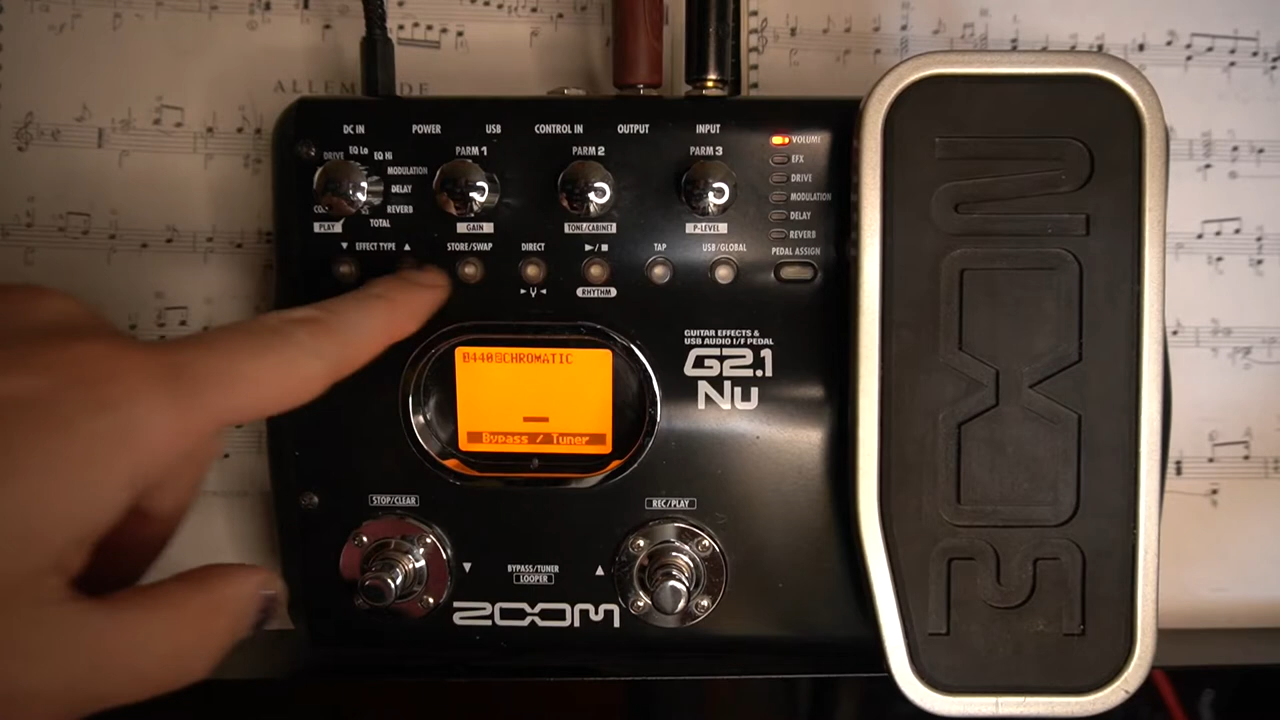 ALLEM DE
DC IN POWER USB CONTROL IN OUTPUT INPUT
DRIVE EQ Lo EQ Hi PARM 1 PARM 2 PARM 3
MODULATION
DELAY
REVERB
TOTAL
PLAY GAIN TONE/CABINET P-LEVEL
VOLUME
EFX
DRIVE
MODULATION
DELAY
REVERB
PEDAL ASSIGN
▼ EFFECT TYPE ▲ STORE/SWAP DIRECT ►/■ TAP USB/GLOBAL
RHYTHM
440 CHROMATIC
Bypass / Tuner
GUITAR EFFECTS &
USB AUDIO I/F PEDAL
G2.1
Nu
STOP/CLEAR REC/PLAY
▼ BYPASS/TUNER ▲
LOOPER
ZOOM
ZOOM